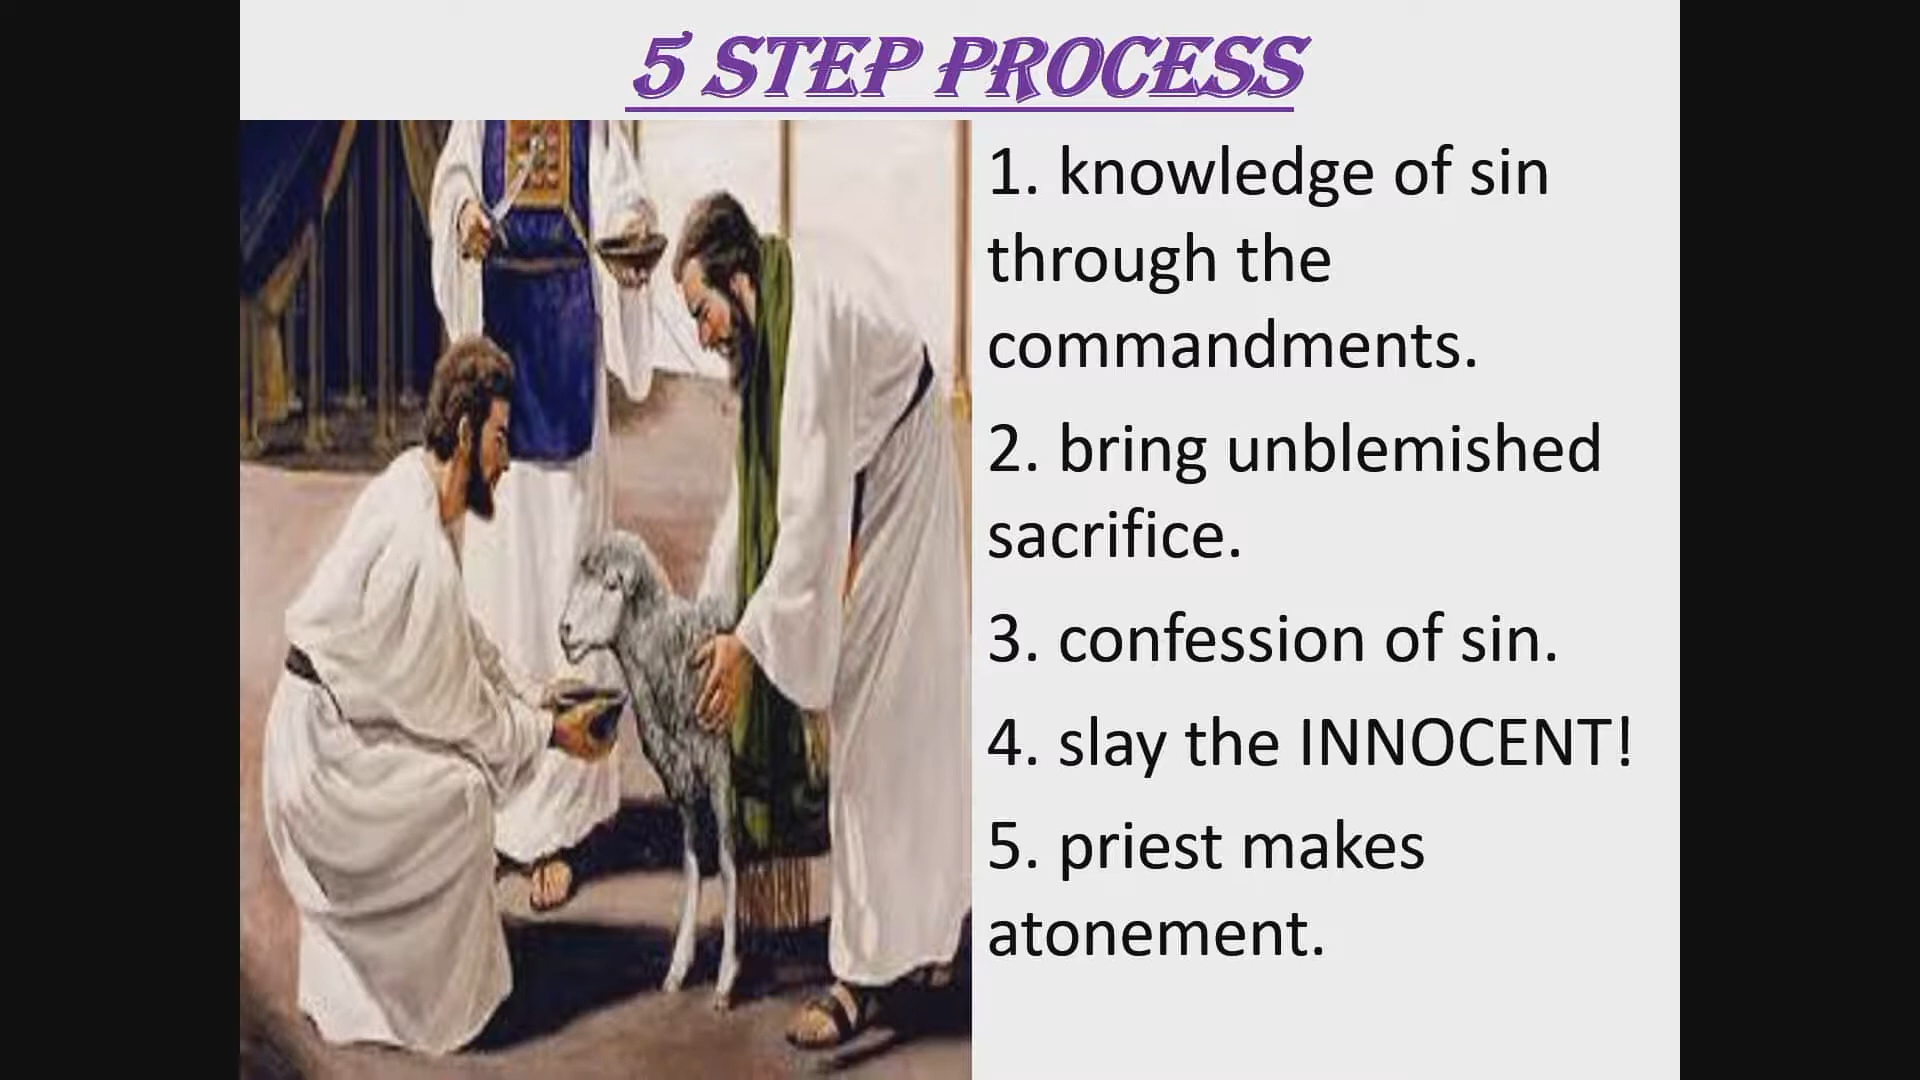 5 STEP PROCESS
1. knowledge of sin
through the
commandments.
2. bring unblemished
sacrifice.
3. confession of sin.
4. slay the INNOCENT!
5. priest makes
atonement.